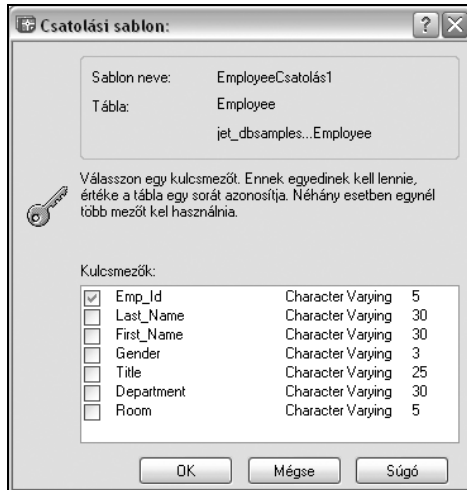 Csatolási sablon:
Sablon neve: EmployeeCsatolás1
Tábla: Employee
jet_dbsamples...Employee
Válasszon egy kulcsmezőt. Ennek egyedinek kell lennie,
értéke a tábla egy sorát azonosítja. Néhány esetben egynél
több mezőt kel használnia.
Kulcsmezők:
Emp_Id Character Varying 5
Last_Name Character Varying 30
First_Name Character Varying 30
Gender Character Varying 3
Title Character Varying 25
Department Character Varying 30
Room Character Varying 5
OK Mégse Súgó